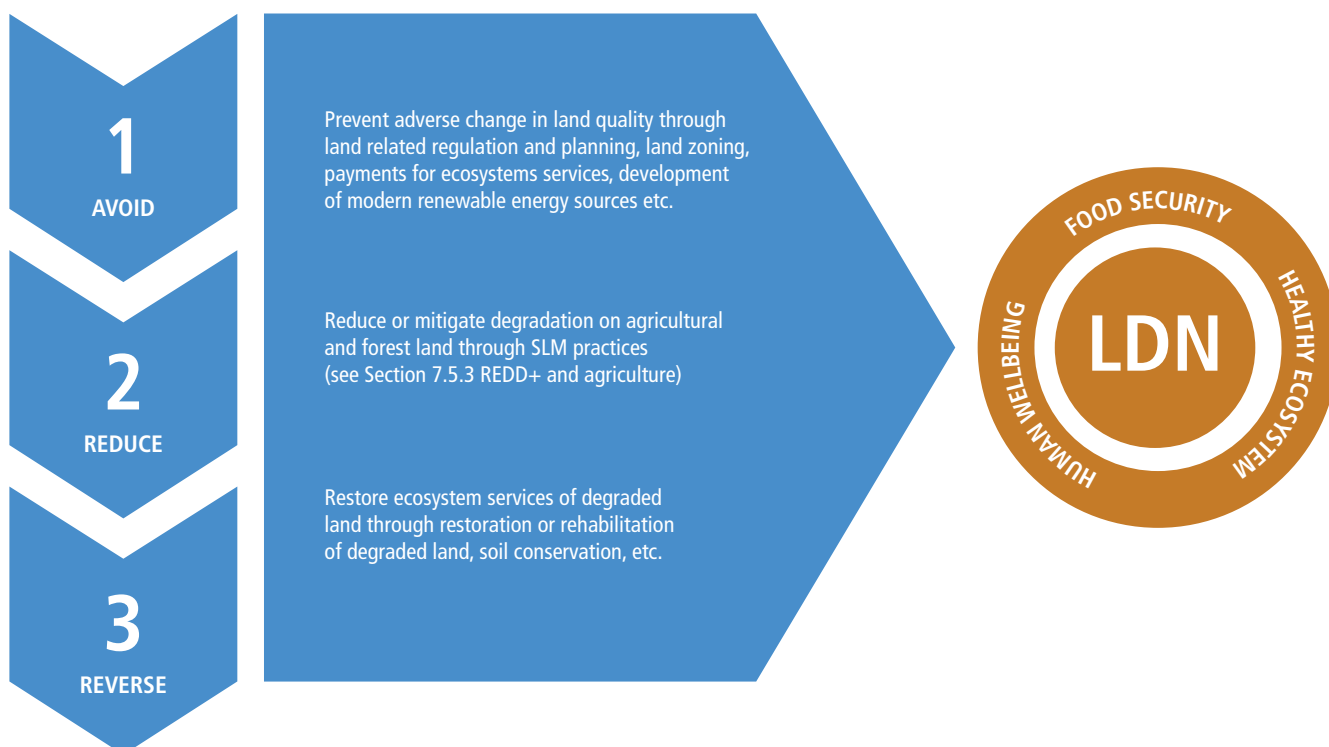 1
AVOID
Prevent adverse change in land quality through
land related regulation and planning, land zoning,
payments for ecosystems services, development
of modern renewable energy sources etc.
2
REDUCE
Reduce or mitigate degradation on agricultural
and forest land through SLM practices
(see Section 7.5.3 REDD+ and agriculture)
3
REVERSE
Restore ecosystem services of degraded
land through restoration or rehabilitation
of degraded land, soil conservation, etc.
FOOD SECURITY
HEALTHY ECOSYSTEM
HUMAN WELLBEING
LDN